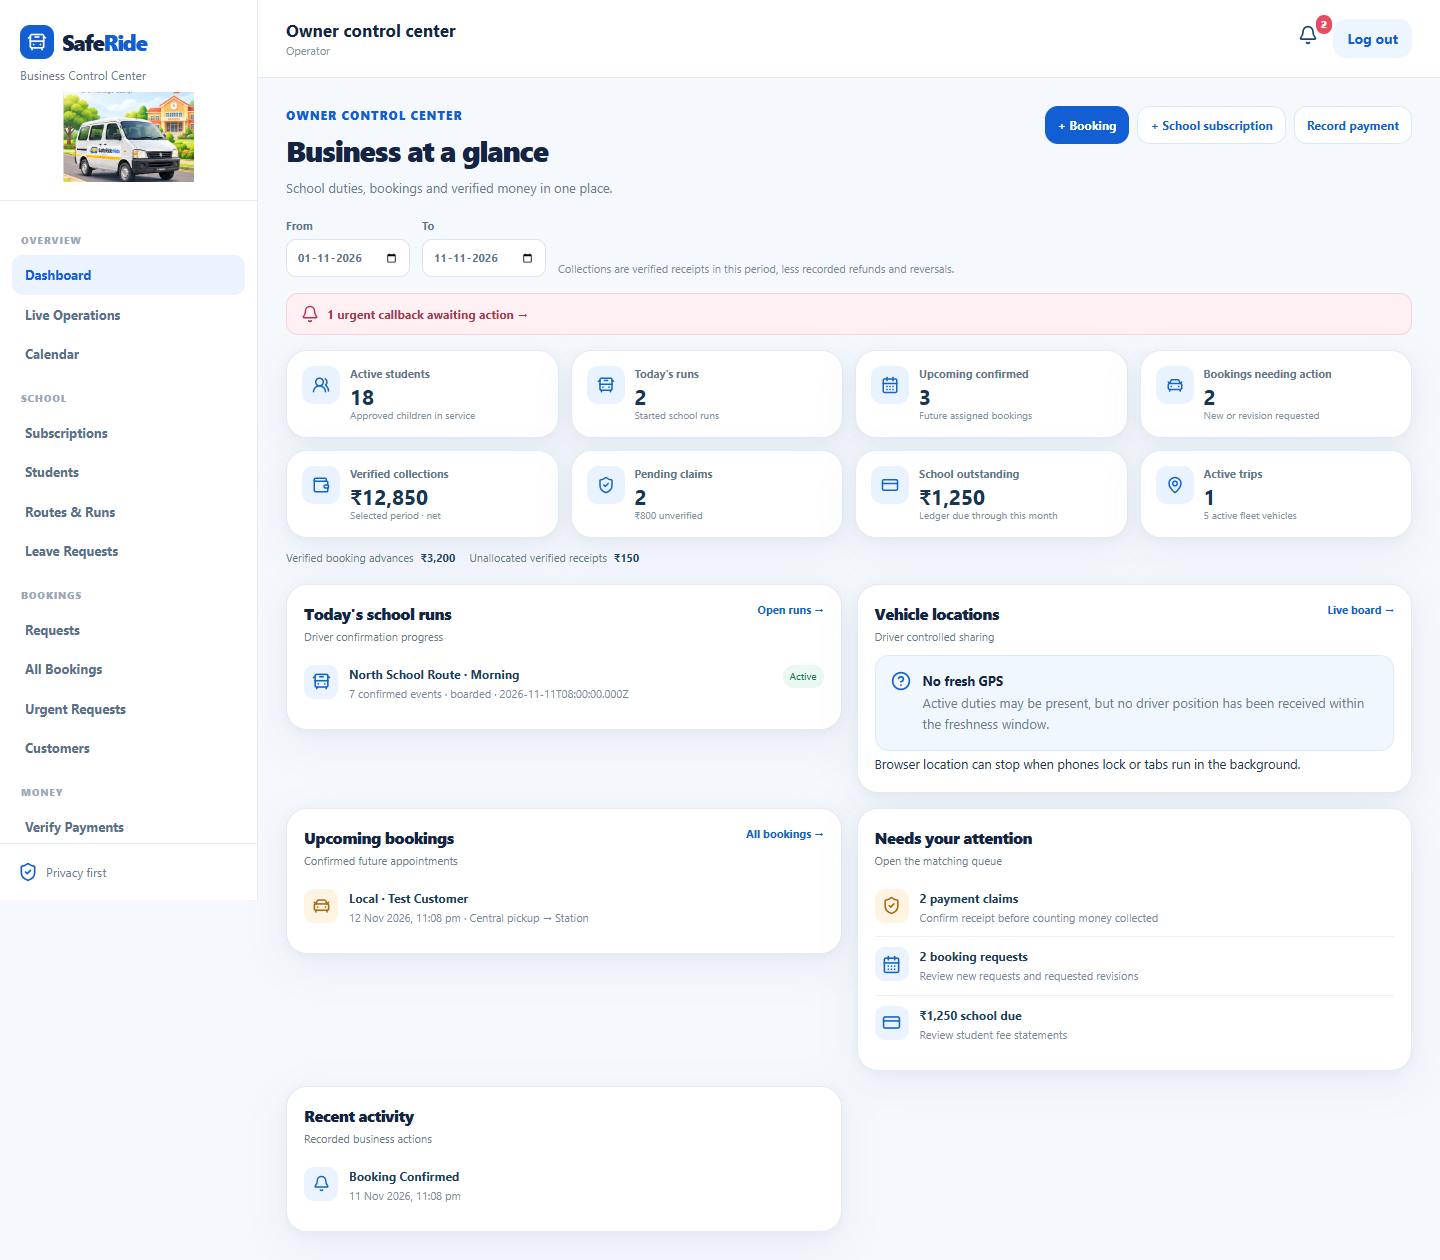 SafeRide
Business Control Center
OVERVIEW
Dashboard
Live Operations
Calendar
SCHOOL
Subscriptions
Students
Routes & Runs
Leave Requests
BOOKINGS
Requests
All Bookings
Urgent Requests
Customers
MONEY
Verify Payments
Privacy first
Owner control center
Operator
2
Log out
OWNER CONTROL CENTER
Business at a glance
School duties, bookings and verified money in one place.
+ Booking
+ School subscription
Record payment
From
To
01-11-2026
11-11-2026
Collections are verified receipts in this period, less recorded refunds and reversals.
1 urgent callback awaiting action →
Active students
18
Approved children in service
Today's runs
2
Started school runs
Upcoming confirmed
3
Future assigned bookings
Bookings needing action
2
New or revision requested
Verified collections
₹12,850
Selected period · net
Pending claims
2
₹800 unverified
School outstanding
₹1,250
Ledger due through this month
Active trips
1
5 active fleet vehicles
Verified booking advances ₹3,200 Unallocated verified receipts ₹150
Today's school runs
Open runs →
Driver confirmation progress
North School Route · Morning
7 confirmed events · boarded · 2026-11-11T08:00:00.000Z
Active
Vehicle locations
Live board →
Driver controlled sharing
No fresh GPS
Active duties may be present, but no driver position has been received within
the freshness window.
Browser location can stop when phones lock or tabs run in the background.
Upcoming bookings
All bookings →
Confirmed future appointments
Local · Test Customer
12 Nov 2026, 11:08 pm · Central pickup → Station
Needs your attention
Open the matching queue
2 payment claims
Confirm receipt before counting money collected
2 booking requests
Review new requests and requested revisions
₹1,250 school due
Review student fee statements
Recent activity
Recorded business actions
Booking Confirmed
11 Nov 2026, 11:08 pm